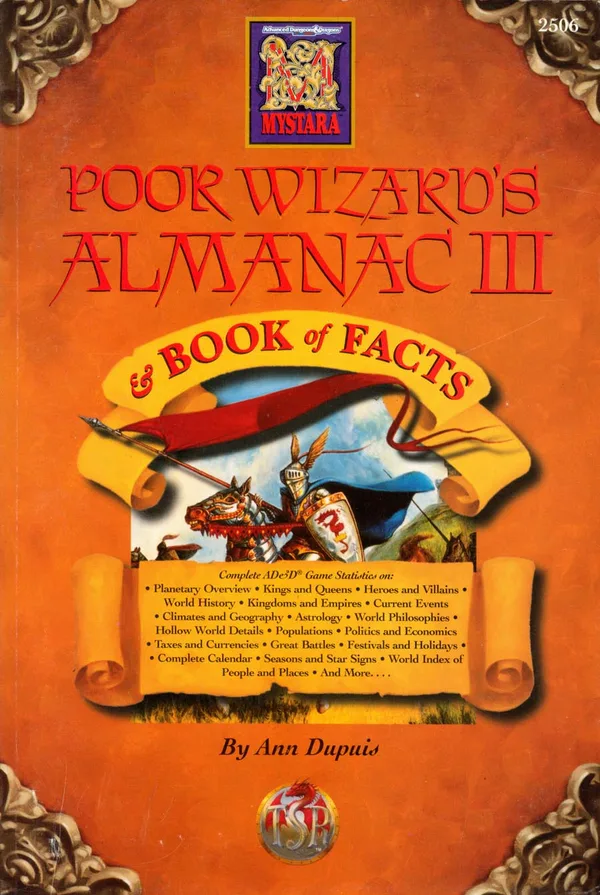 2506
Advanced Dungeons & Dragons
M
MYSTARA
POOR WIZARD'S
ALMANAC III
& BOOK of FACTS
Complete AD&D® Game Statistics on:
• Planetary Overview • Kings and Queens • Heroes and Villains •
World History • Kingdoms and Empires • Current Events
• Climates and Geography • Astrology • World Philosophies •
Hollow World Details • Populations • Politics and Economics
• Taxes and Currencies • Great Battles • Festivals and Holidays •
• Complete Calendar • Seasons and Star Signs • World Index of
People and Places • And More. . . .
By Ann Dupuis
TSR
™